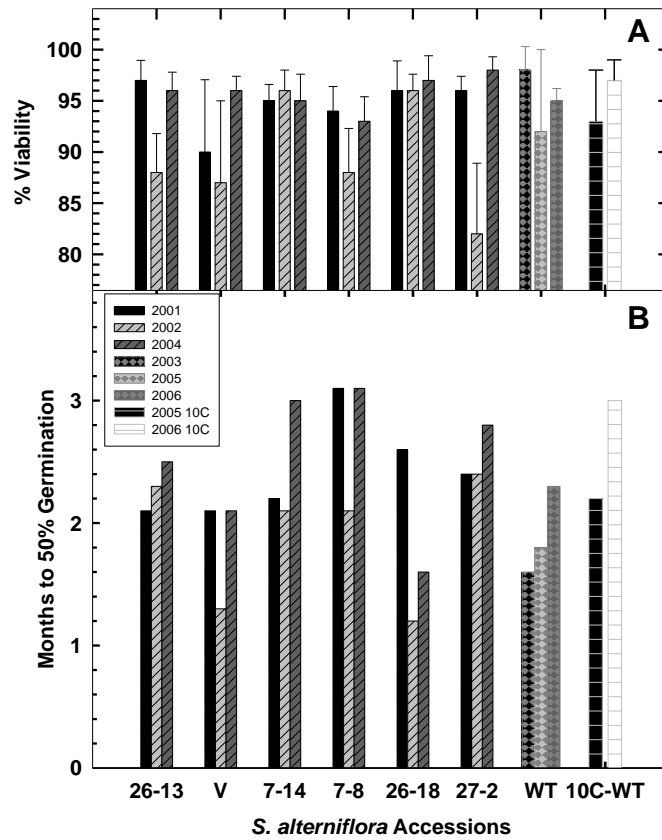 A
100
95
90
85
80
% Viability
B
2001
2002
2004
2003
2005
2006
2005 10C
2006 10C
3
2
1
0
Months to 50% Germination
26-13 V 7-14 7-8 26-18 27-2 WT 10C-WT
S. alterniflora Accessions